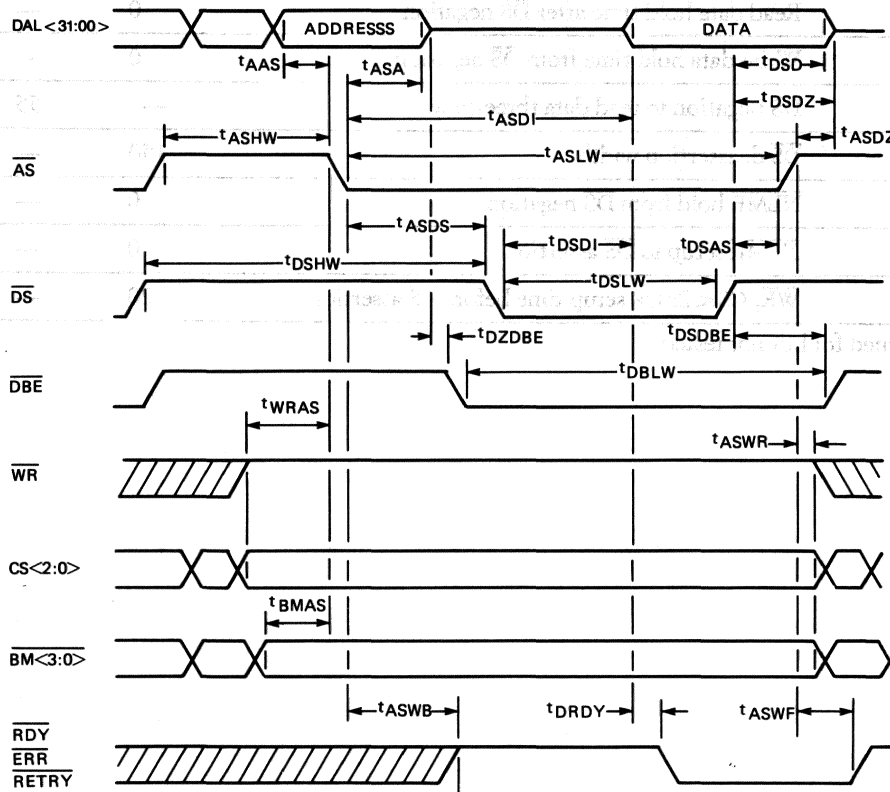 DAL<31:00>
ADDRESSS
DATA
tAAS
tASA
tDSD
tDSDZ
tASDI
tASDZ
tASHW
tASLW
AS
tASDS
tDSDI
tDSAS
tDSHW
tDSLW
DS
tDZDBE
tDSDBE
tDBLW
DBE
tWRAS
tASWR
WR
CS<2:0>
tBMAS
BM<3:0>
tASWB
tDRDY
tASWF
RDY
ERR
RETRY